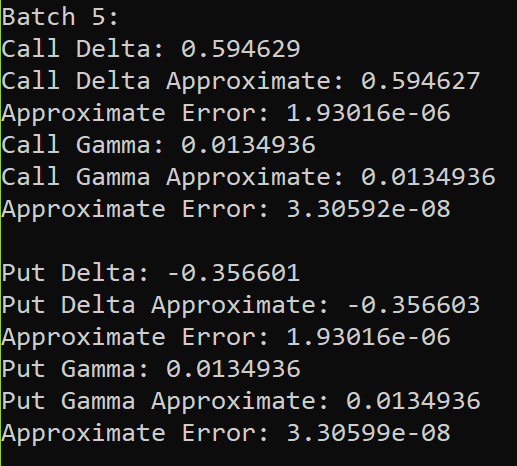 Batch 5:
Call Delta: 0.594629
Call Delta Approximate: 0.594627
Approximate Error: 1.93016e-06
Call Gamma: 0.0134936
Call Gamma Approximate: 0.0134936
Approximate Error: 3.30592e-08
Put Delta: -0.356601
Put Delta Approximate: -0.356603
Approximate Error: 1.93016e-06
Put Gamma: 0.0134936
Put Gamma Approximate: 0.0134936
Approximate Error: 3.30599e-08